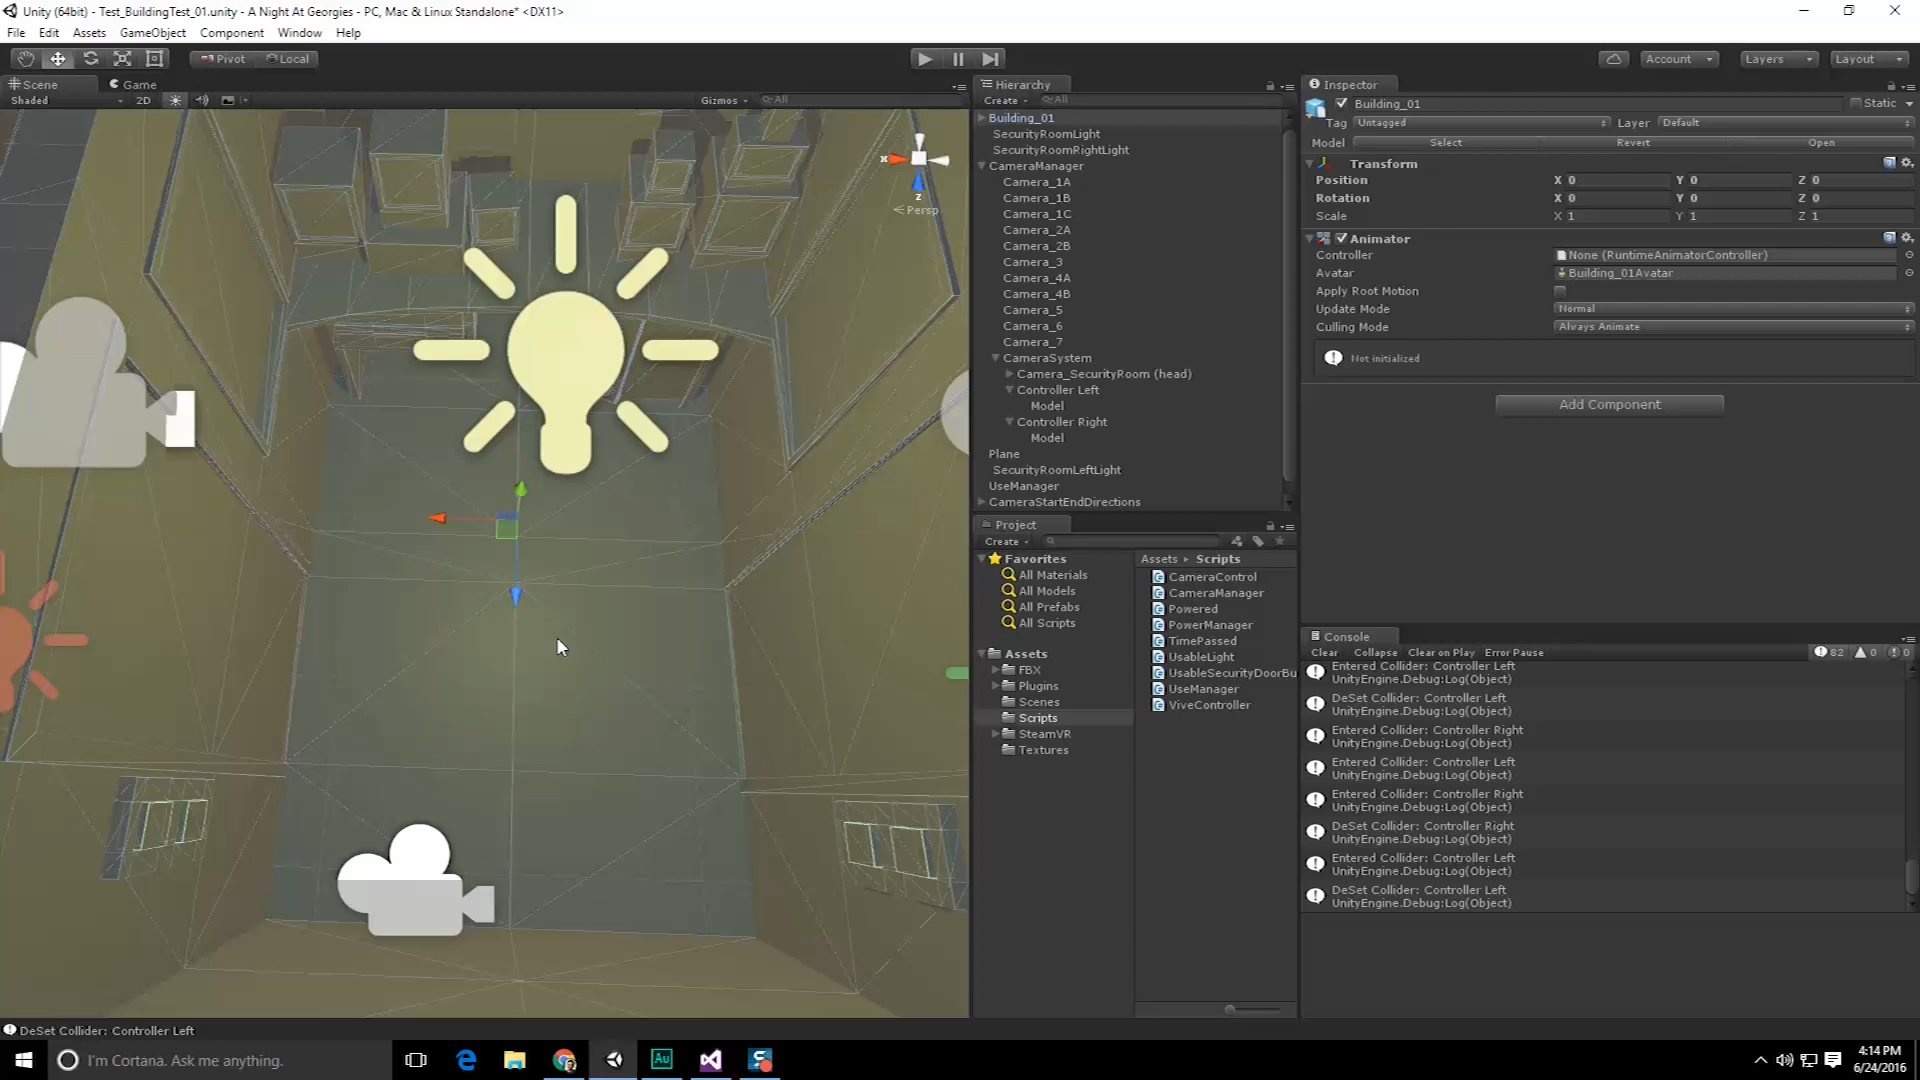 Unity (64bit) - Test_BuildingTest_01.unity - A Night At Georgies - PC, Mac & Linux Standalone* <DX11>
File Edit Assets GameObject Component Window Help
Pivot Local Account Layers Layout
Scene Game
Shaded 2D Gizmos All
x
z
Persp
Hierarchy
Create All
Building_01
SecurityRoomLight
SecurityRoomRightLight
CameraManager
Camera_1A
Camera_1B
Camera_1C
Camera_2A
Camera_2B
Camera_3
Camera_4A
Camera_4B
Camera_5
Camera_6
Camera_7
CameraSystem
Camera_SecurityRoom (head)
Controller Left
Model
Controller Right
Model
Plane
SecurityRoomLeftLight
UseManager
CameraStartEndDirections
Project
Create
Favorites
All Materials
All Models
All Prefabs
All Scripts
Assets
FBX
Plugins
Scenes
Scripts
SteamVR
Textures
Assets Scripts
CameraControl
CameraManager
Powered
PowerManager
TimePassed
UsableLight
UsableSecurityDoorBu
UseManager
ViveController
Inspector
Building_01 Static
Tag Untagged Layer Default
Model Select Revert Open
Transform
Position X 0 Y 0 Z 0
Rotation X 0 Y 0 Z 0
Scale X 1 Y 1 Z 1
Animator
Controller None (RuntimeAnimatorController)
Avatar Building_01Avatar
Apply Root Motion
Update Mode Normal
Culling Mode Always Animate
Not initialized
Add Component
Console
Clear Collapse Clear on Play Error Pause 62 0 0
Entered Collider: Controller Left
UnityEngine.Debug:Log(Object)
DeSet Collider: Controller Left
UnityEngine.Debug:Log(Object)
Entered Collider: Controller Right
UnityEngine.Debug:Log(Object)
Entered Collider: Controller Left
UnityEngine.Debug:Log(Object)
Entered Collider: Controller Right
UnityEngine.Debug:Log(Object)
DeSet Collider: Controller Right
UnityEngine.Debug:Log(Object)
Entered Collider: Controller Left
UnityEngine.Debug:Log(Object)
DeSet Collider: Controller Left
UnityEngine.Debug:Log(Object)
DeSet Collider: Controller Left
I'm Cortana. Ask me anything.
Au
4:14 PM
6/24/2016